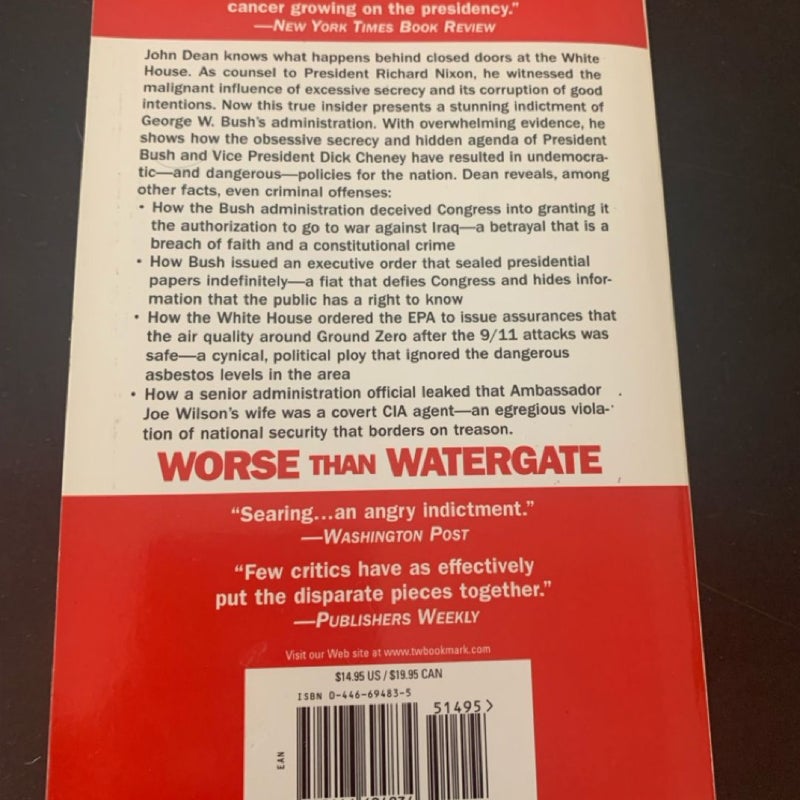 cancer growing on the presidency.”
—NEW YORK TIMES BOOK REVIEW
John Dean knows what happens behind closed doors at the White
House. As counsel to President Richard Nixon, he witnessed the
malignant influence of excessive secrecy and its corruption of good
intentions. Now this true insider presents a stunning indictment of
George W. Bush's administration. With overwhelming evidence, he
shows how the obsessive secrecy and hidden agenda of President
Bush and Vice President Dick Cheney have resulted in undemocra-
tic—and dangerous—policies for the nation. Dean reveals, among
other facts, even criminal offenses:
• How the Bush administration deceived Congress into granting it
the authorization to go to war against Iraq—a betrayal that is a
breach of faith and a constitutional crime
• How Bush issued an executive order that sealed presidential
papers indefinitely—a fiat that defies Congress and hides infor-
mation that the public has a right to know
• How the White House ordered the EPA to issue assurances that
the air quality around Ground Zero after the 9/11 attacks was
safe—a cynical, political ploy that ignored the dangerous
asbestos levels in the area
• How a senior administration official leaked that Ambassador
Joe Wilson's wife was a covert CIA agent—an egregious viola-
tion of national security that borders on treason.
WORSE THAN WATERGATE
“Searing...an angry indictment.”
—WASHINGTON POST
“Few critics have as effectively
put the disparate pieces together.”
—PUBLISHERS WEEKLY
Visit our Web site at www.twbookmark.com
$14.95 US / $19.95 CAN
ISBN 0-446-69483-5
51495>
EAN